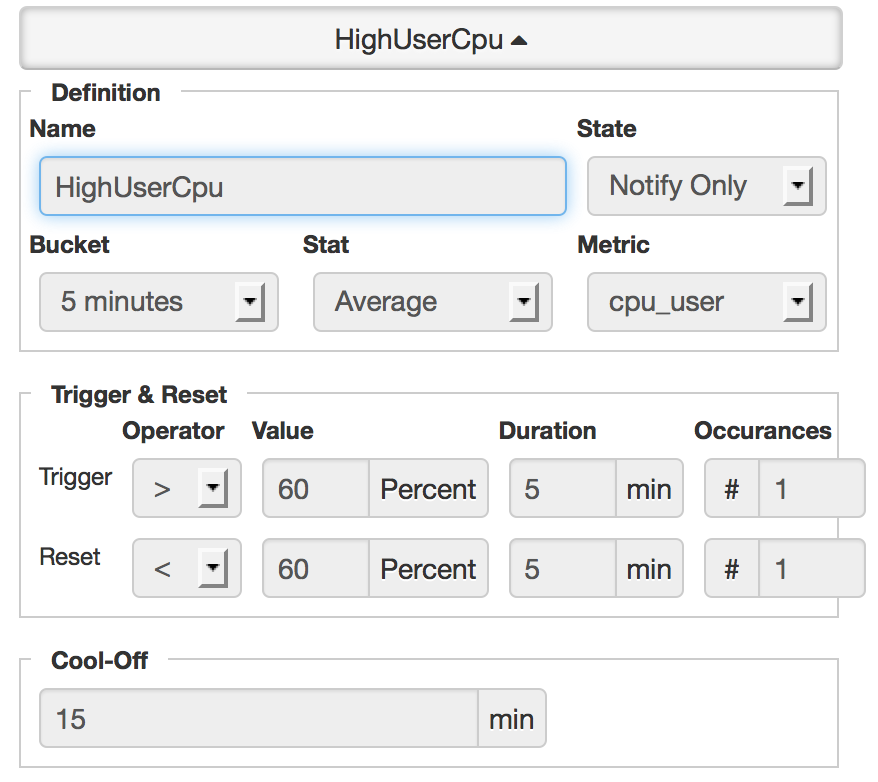 HighUserCpu
Definition
Name State
HighUserCpu Notify Only
Bucket Stat Metric
5 minutes Average cpu_user
Trigger & Reset
Operator Value Duration Occurances
Trigger > 60 Percent 5 min # 1
Reset < 60 Percent 5 min # 1
Cool-Off
15 min